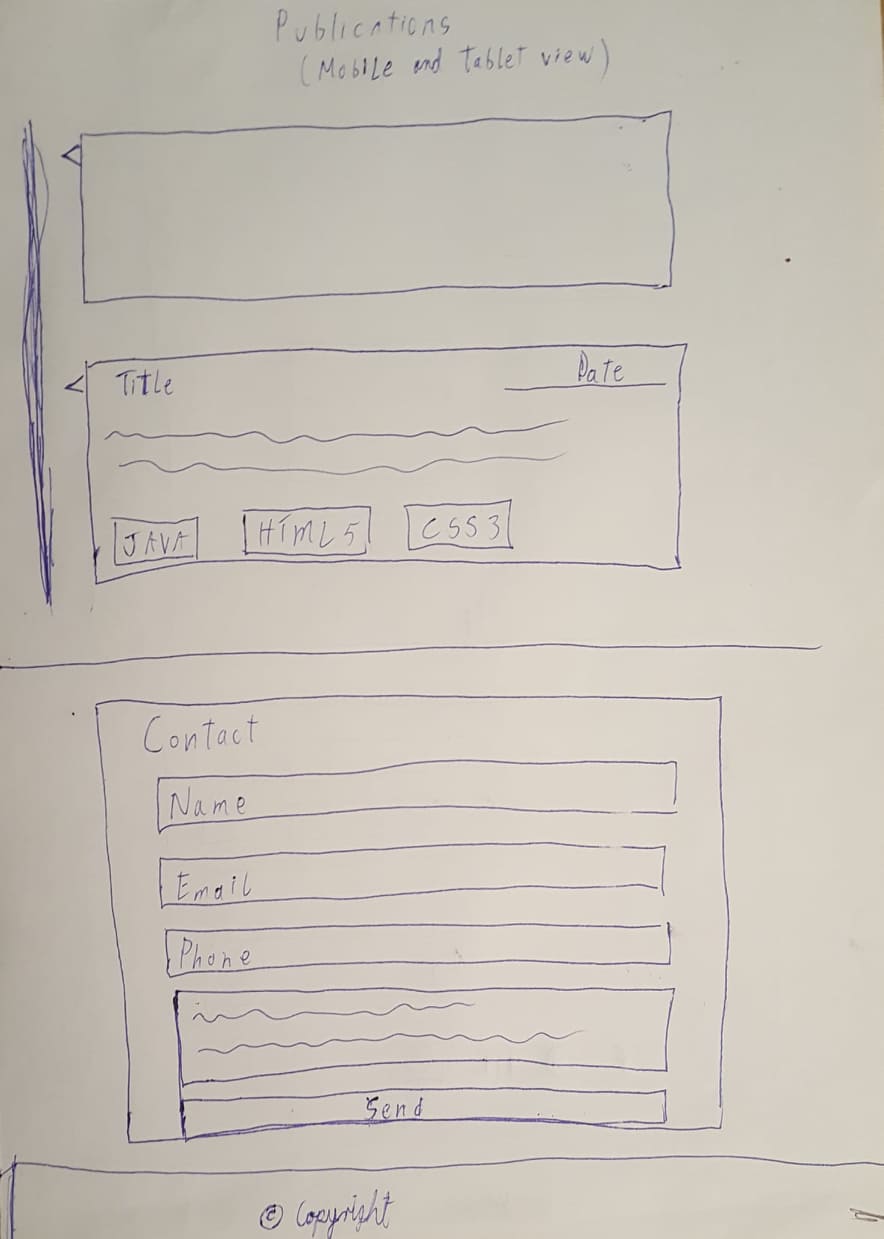 Publications
(Mobile and Tablet view)
Title Date
JAVA HTML5 CSS3
Contact
Name
Email
Phone
Send
© Copyright